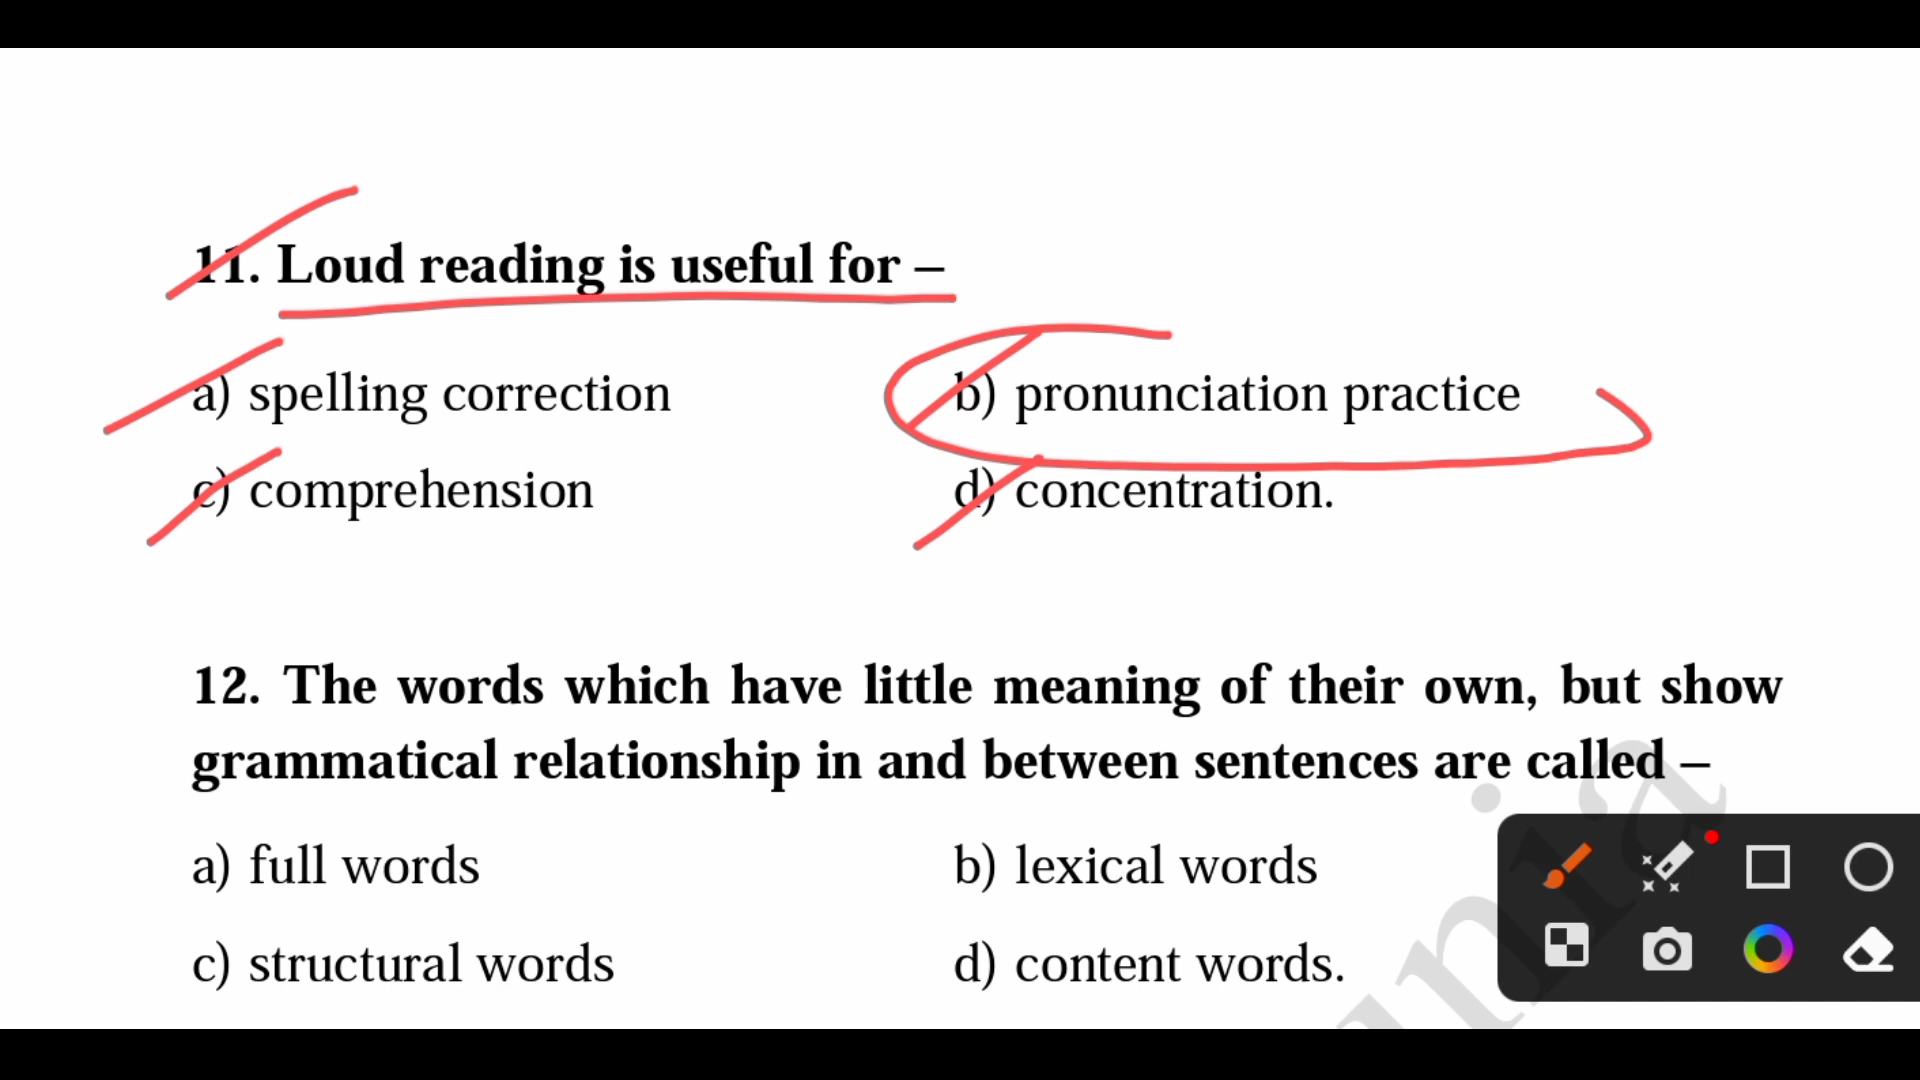 11. Loud reading is useful for –
a) spelling correction b) pronunciation practice
c) comprehension d) concentration.
12. The words which have little meaning of their own, but show
grammatical relationship in and between sentences are called –
a) full words b) lexical words
c) structural words d) content words.